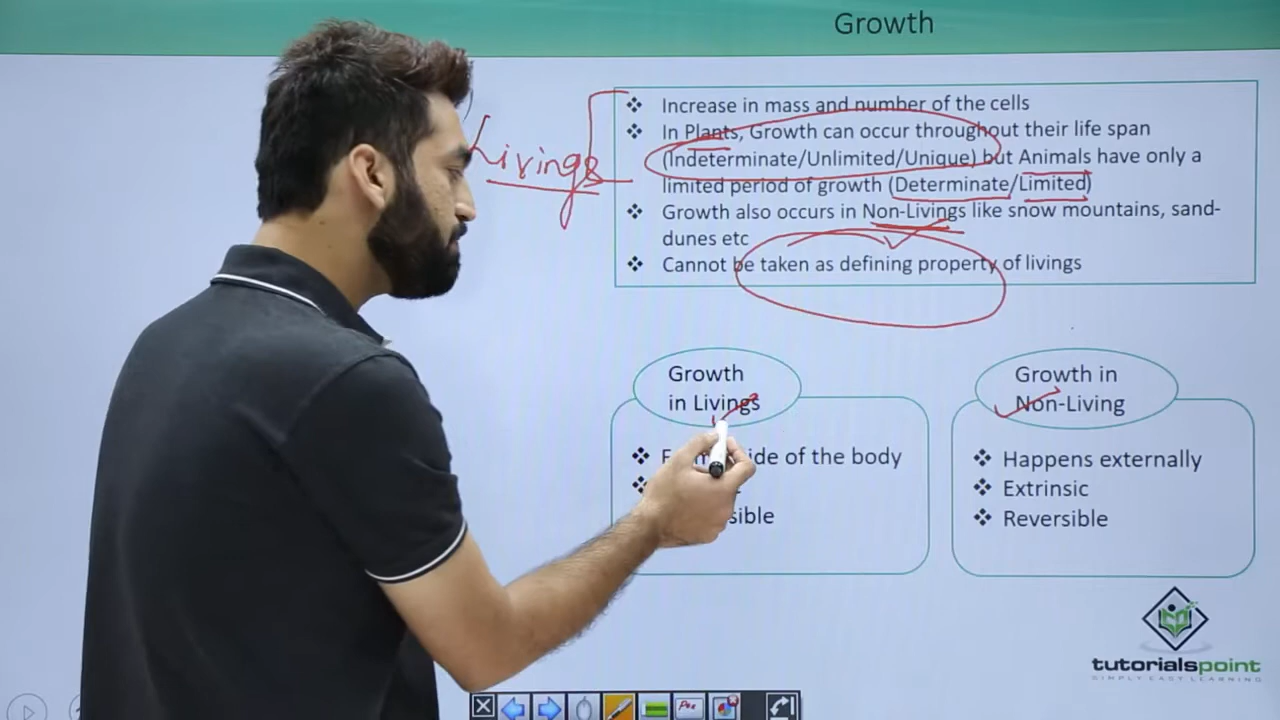 Growth
Livings
❖ Increase in mass and number of the cells
❖ In Plants, Growth can occur throughout their life span
(Indeterminate/Unlimited/Unique) but Animals have only a
limited period of growth (Determinate/Limited)
❖ Growth also occurs in Non-Livings like snow mountains, sand-
dunes etc
❖ Cannot be taken as defining property of livings
Growth
in Livings
of the body
Growth in
Non-Living
❖ Happens externally
❖ Extrinsic
❖ Reversible
tutorialspoint
SIMPLY EASY LEARNING